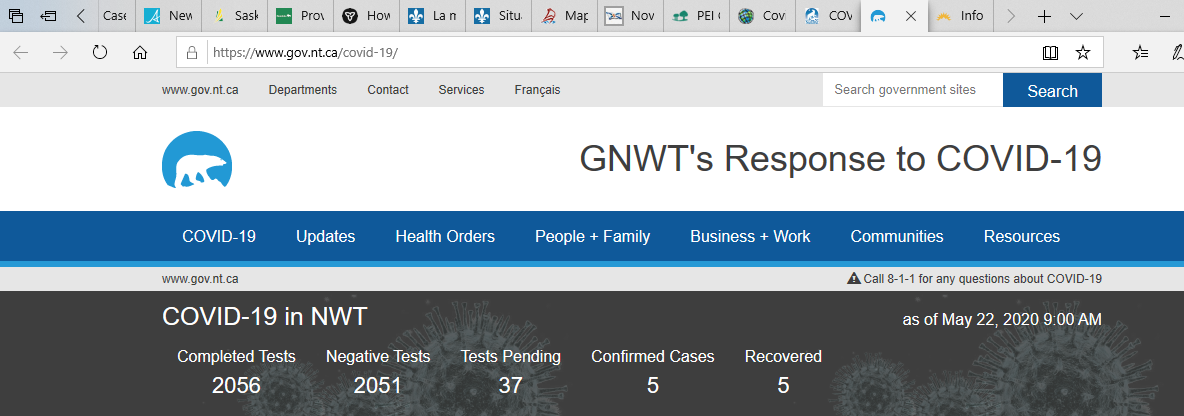 Case New Sask Prov How La m Situ Map Nov PEI Cov COV Info
https://www.gov.nt.ca/covid-19/
www.gov.nt.ca Departments Contact Services Français Search government sites Search
GNWT's Response to COVID-19
COVID-19 Updates Health Orders People + Family Business + Work Communities Resources
www.gov.nt.ca Call 8-1-1 for any questions about COVID-19
COVID-19 in NWT as of May 22, 2020 9:00 AM
Completed Tests Negative Tests Tests Pending Confirmed Cases Recovered
2056 2051 37 5 5